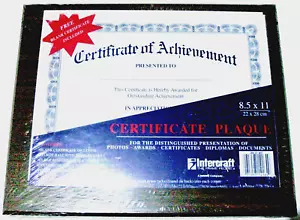 FREE
BLANK CERTIFICATE
INCLUDED
Certificate of Achievement
PRESENTED TO
This Certificate is Hereby Awarded for
Outstanding Achievement
IN APPRECI
8.5 x 11
22 x 28 cm
CERTIFICATE PLAQUE
FOR THE DISTINGUISHED PRESENTATION OF
PHOTOS · AWARDS · CERTIFICATES · DIPLOMAS · DOCUMENTS
Intercraft